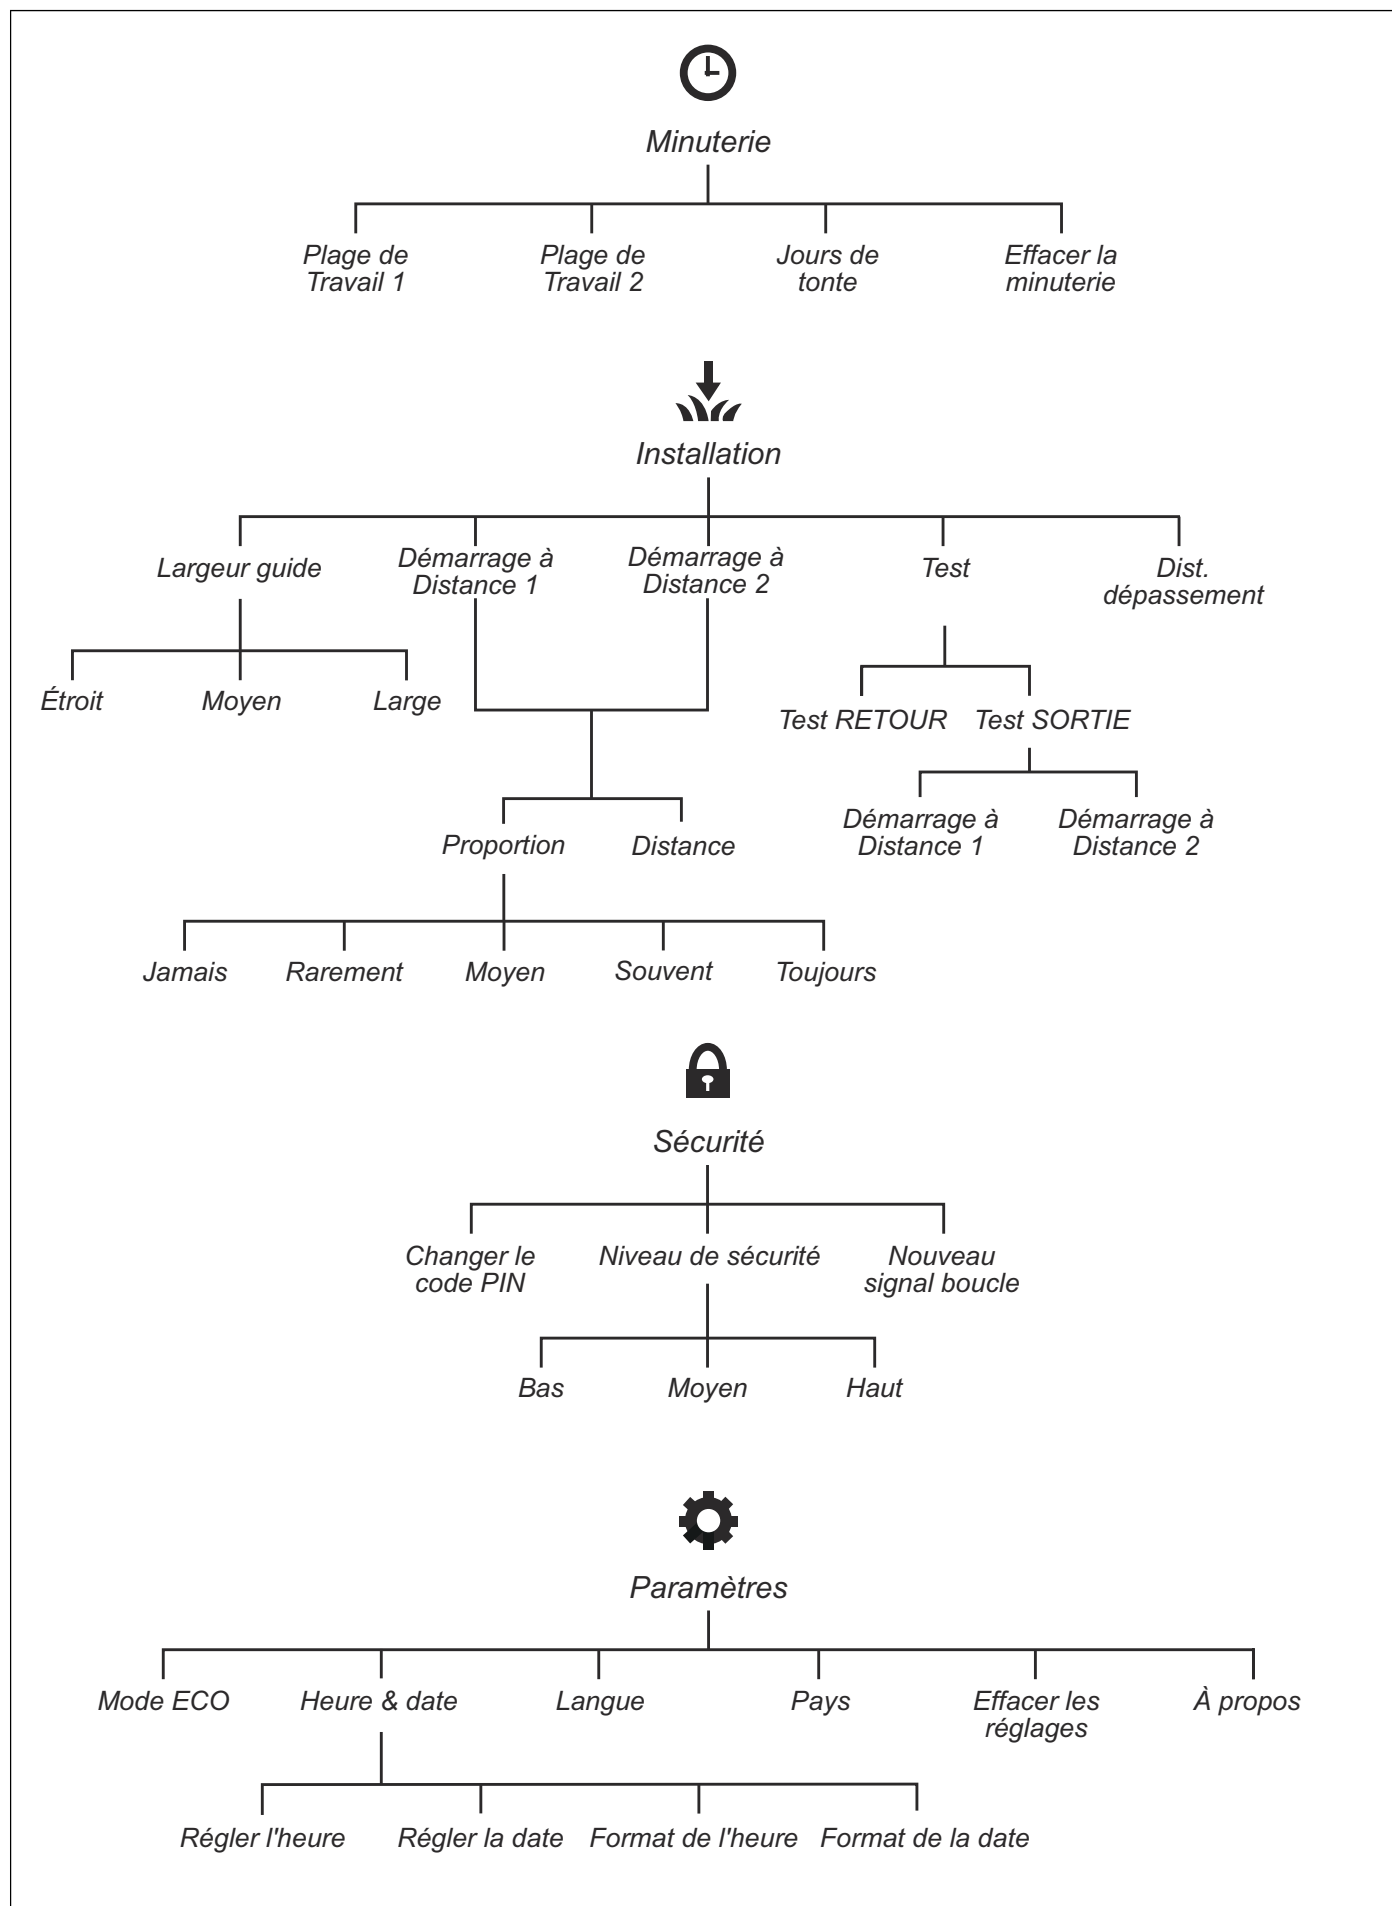 Minuterie
Plage de
Travail 1
Plage de
Travail 2
Jours de
tonte
Effacer la
minuterie
Installation
Largeur guide
Démarrage à
Distance 1
Démarrage à
Distance 2
Test
Dist.
dépassement
Étroit
Moyen
Large
Test RETOUR
Test SORTIE
Démarrage à
Distance 1
Démarrage à
Distance 2
Proportion
Distance
Jamais
Rarement
Moyen
Souvent
Toujours
Sécurité
Changer le
code PIN
Niveau de sécurité
Nouveau
signal boucle
Bas
Moyen
Haut
Paramètres
Mode ECO
Heure & date
Langue
Pays
Effacer les
réglages
À propos
Régler l'heure
Régler la date
Format de l'heure
Format de la date